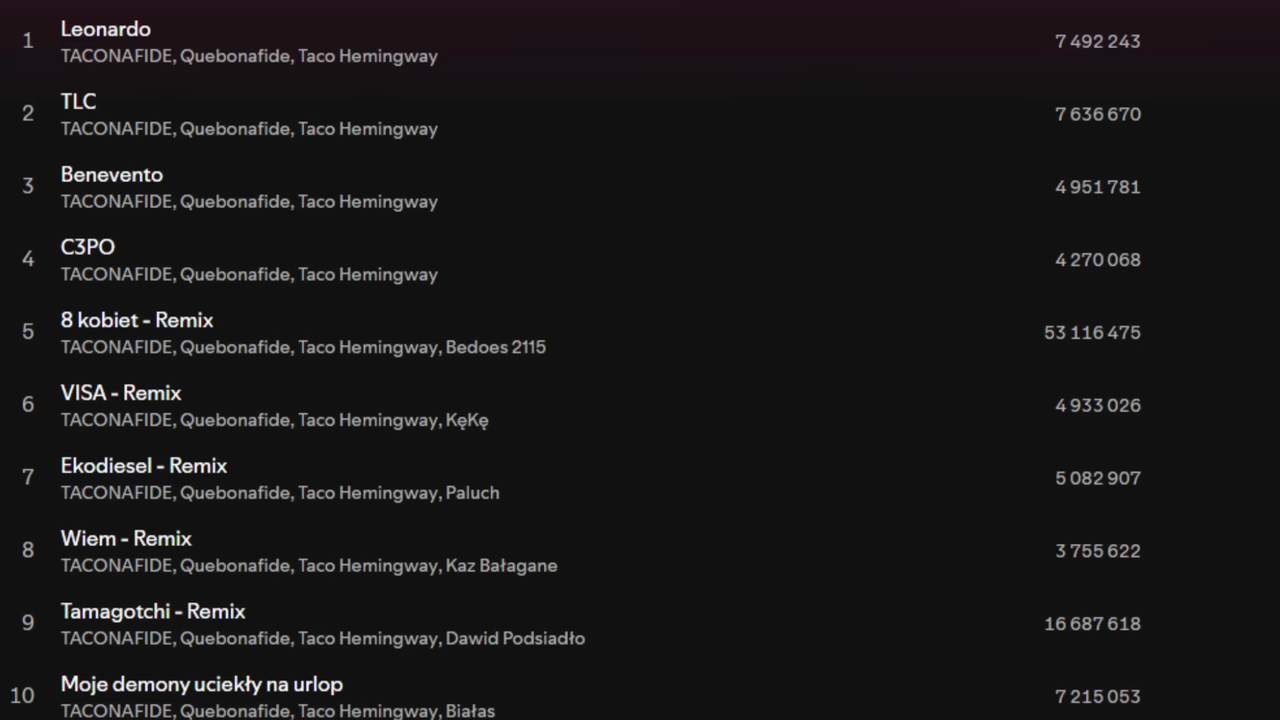 1
Leonardo
TACONAFIDE, Quebonafide, Taco Hemingway
7 492 243
2
TLC
TACONAFIDE, Quebonafide, Taco Hemingway
7 636 670
3
Benevento
TACONAFIDE, Quebonafide, Taco Hemingway
4 951 781
4
C3PO
TACONAFIDE, Quebonafide, Taco Hemingway
4 270 068
5
8 kobiet - Remix
TACONAFIDE, Quebonafide, Taco Hemingway, Bedoes 2115
53 116 475
6
VISA - Remix
TACONAFIDE, Quebonafide, Taco Hemingway, KęKę
4 933 026
7
Ekodiesel - Remix
TACONAFIDE, Quebonafide, Taco Hemingway, Paluch
5 082 907
8
Wiem - Remix
TACONAFIDE, Quebonafide, Taco Hemingway, Kaz Bałagane
3 755 622
9
Tamagotchi - Remix
TACONAFIDE, Quebonafide, Taco Hemingway, Dawid Podsiadło
16 687 618
10
Moje demony uciekły na urlop
TACONAFIDE, Quebonafide, Taco Hemingway, Białas
7 215 053